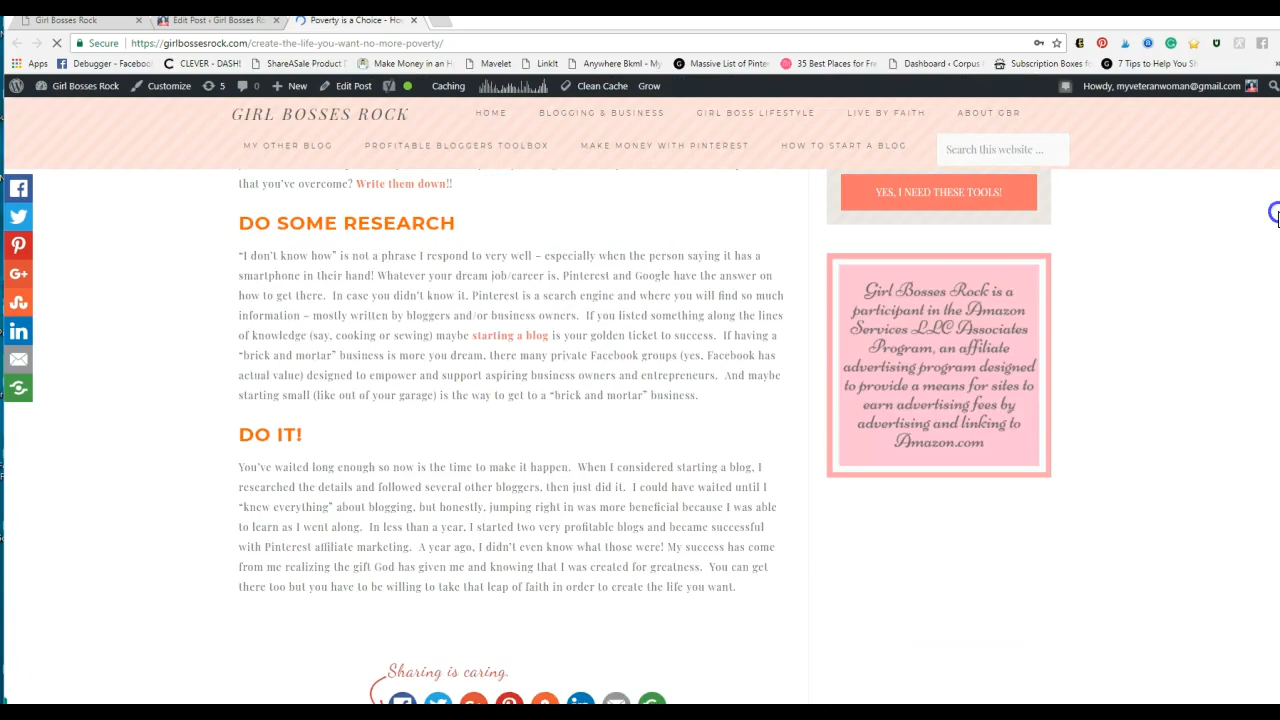 Girl Bosses Rock
Edit Post ‹ Girl Bosses Ro
Poverty is a Choice - Ho
Secure
https://girlbossesrock.com/create-the-life-you-want-no-more-poverty/
Apps
Debugger - Faceboo
CLEVER - DASH!
ShareASale Product
Make Money in an H
Mavelet
LinkIt
Anywhere Bkml - My
Massive List of Pinter
35 Best Places for Fre
Dashboard ‹ Corpus
Subscription Boxes fo
7 Tips to Help You Sh
Girl Bosses Rock
Customize
5
0
New
Edit Post
Caching
Clean Cache
Grow
Howdy, myveteranwoman@gmail.com
GIRL BOSSES ROCK
HOME
BLOGGING & BUSINESS
GIRL BOSS LIFESTYLE
LIVE BY FAITH
ABOUT GBR
MY OTHER BLOG
PROFITABLE BLOGGERS TOOLBOX
MAKE MONEY WITH PINTEREST
HOW TO START A BLOG
Search this website ...
that you've overcome? Write them down!!
DO SOME RESEARCH
“I don't know how” is not a phrase I respond to very well – especially when the person saying it has a
smartphone in their hand! Whatever your dream job/career is, Pinterest and Google have the answer on
how to get there. In case you didn't know it, Pinterest is a search engine and where you will find so much
information – mostly written by bloggers and/or business owners. If you listed something along the lines
of knowledge (say, cooking or sewing) maybe starting a blog is your golden ticket to success. If having a
“brick and mortar” business is more you dream, there many private Facebook groups (yes, Facebook has
actual value) designed to empower and support aspiring business owners and entrepreneurs. And maybe
starting small (like out of your garage) is the way to get to a “brick and mortar” business.
DO IT!
You've waited long enough so now is the time to make it happen. When I considered starting a blog, I
researched the details and followed several other bloggers, then just did it. I could have waited until I
“knew everything” about blogging, but honestly, jumping right in was more beneficial because I was able
to learn as I went along. In less than a year, I started two very profitable blogs and became successful
with Pinterest affiliate marketing. A year ago, I didn't even know what those were! My success has come
from me realizing the gift God has given me and knowing that I was created for greatness. You can get
there too but you have to be willing to take that leap of faith in order to create the life you want.
Sharing is caring.
YES, I NEED THESE TOOLS!
Girl Bosses Rock is a
participant in the Amazon
Services LLC Associates
Program, an affiliate
advertising program designed
to provide a means for sites to
earn advertising fees by
advertising and linking to
Amazon.com